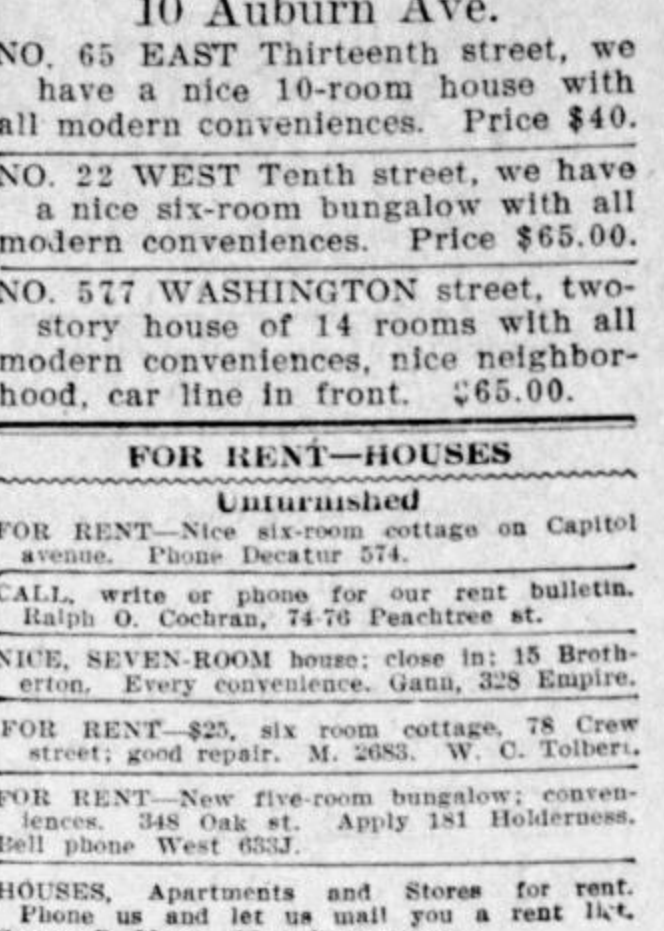 10 Auburn Ave.
NO. 65 EAST Thirteenth street, we
have a nice 10-room house with
all modern conveniences. Price $40.
NO. 22 WEST Tenth street, we have
a nice six-room bungalow with all
modern conveniences. Price $65.00.
NO. 577 WASHINGTON street, two-
story house of 14 rooms with all
modern conveniences, nice neighbor-
hood, car line in front. $65.00.
FOR RENT—HOUSES
Unfurnished
FOR RENT—Nice six-room cottage on Capitol
avenue. Phone Decatur 574.
CALL, write or phone for our rent bulletin.
Ralph O. Cochran, 74-76 Peachtree st.
NICE, SEVEN-ROOM house; close in; 15 Broth-
erton. Every convenience. Gann, 328 Empire.
FOR RENT—$25, six room cottage, 78 Crew
street; good repair. M. 2683. W. C. Tolbert.
FOR RENT—New five-room bungalow; conven-
iences. 348 Oak st. Apply 181 Holderness.
Bell phone West 633J.
HOUSES, Apartments and Stores for rent.
Phone us and let us mail you a rent list.